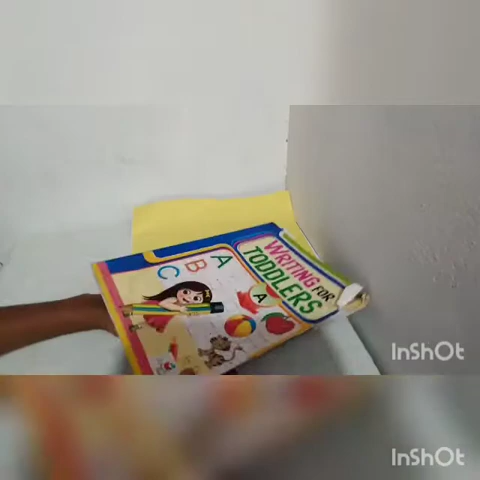 WRITING FOR
TODDLERS
A
B
C
A
InShOt
InShOt